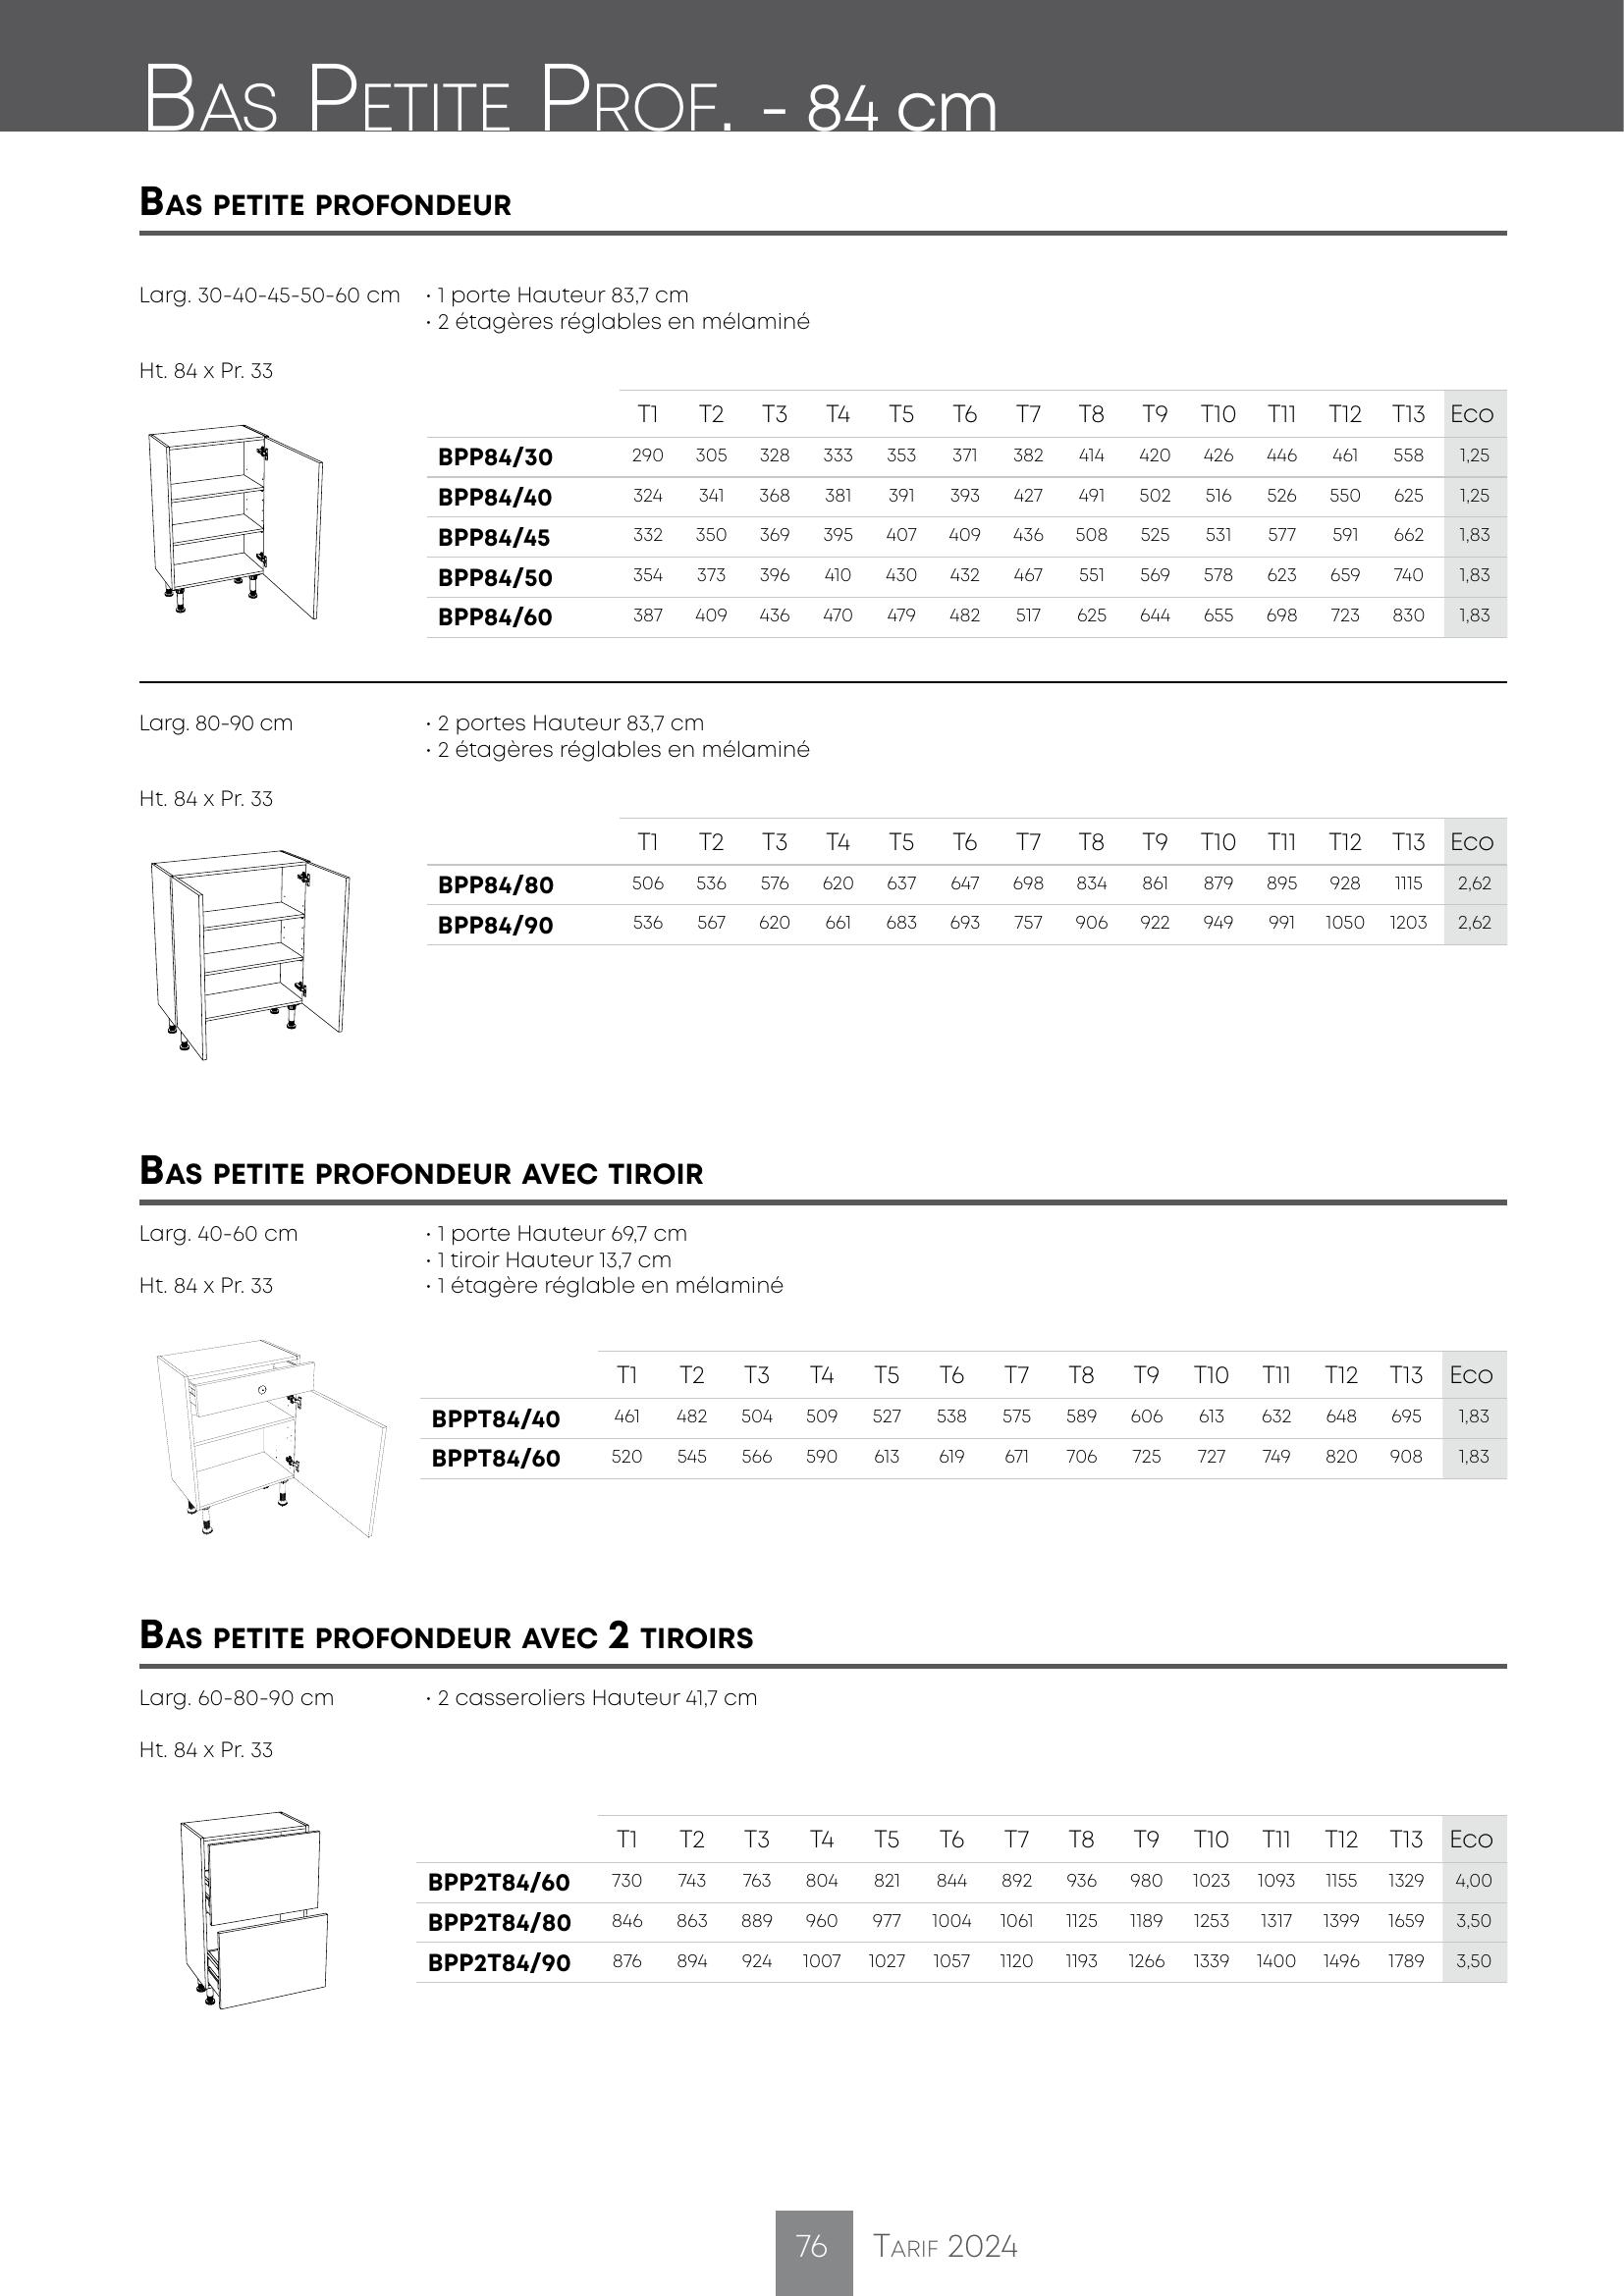 Bas Petite Prof. - 84 cm
Bas petite profondeur
Larg. 30-40-45-50-60 cm · 1 porte Hauteur 83,7 cm
· 2 étagères réglables en mélaminé
Ht. 84 x Pr. 33
T1 T2 T3 T4 T5 T6 T7 T8 T9 T10 T11 T12 T13 Eco
BPP84/30 290 305 328 333 353 371 382 414 420 426 446 461 558 1,25
BPP84/40 324 341 368 381 391 393 427 491 502 516 526 550 625 1,25
BPP84/45 332 350 369 395 407 409 436 508 525 531 577 591 662 1,83
BPP84/50 354 373 396 410 430 432 467 551 569 578 623 659 740 1,83
BPP84/60 387 409 436 470 479 482 517 625 644 655 698 723 830 1,83
Larg. 80-90 cm · 2 portes Hauteur 83,7 cm
· 2 étagères réglables en mélaminé
Ht. 84 x Pr. 33
T1 T2 T3 T4 T5 T6 T7 T8 T9 T10 T11 T12 T13 Eco
BPP84/80 506 536 576 620 637 647 698 834 861 879 895 928 1115 2,62
BPP84/90 536 567 620 661 683 693 757 906 922 949 991 1050 1203 2,62
Bas petite profondeur avec tiroir
Larg. 40-60 cm · 1 porte Hauteur 69,7 cm
· 1 tiroir Hauteur 13,7 cm
Ht. 84 x Pr. 33 · 1 étagère réglable en mélaminé
T1 T2 T3 T4 T5 T6 T7 T8 T9 T10 T11 T12 T13 Eco
BPPT84/40 461 482 504 509 527 538 575 589 606 613 632 648 695 1,83
BPPT84/60 520 545 566 590 613 619 671 706 725 727 749 820 908 1,83
Bas petite profondeur avec 2 tiroirs
Larg. 60-80-90 cm · 2 casseroliers Hauteur 41,7 cm
Ht. 84 x Pr. 33
T1 T2 T3 T4 T5 T6 T7 T8 T9 T10 T11 T12 T13 Eco
BPP2T84/60 730 743 763 804 821 844 892 936 980 1023 1093 1155 1329 4,00
BPP2T84/80 846 863 889 960 977 1004 1061 1125 1189 1253 1317 1399 1659 3,50
BPP2T84/90 876 894 924 1007 1027 1057 1120 1193 1266 1339 1400 1496 1789 3,50
76 Tarif 2024